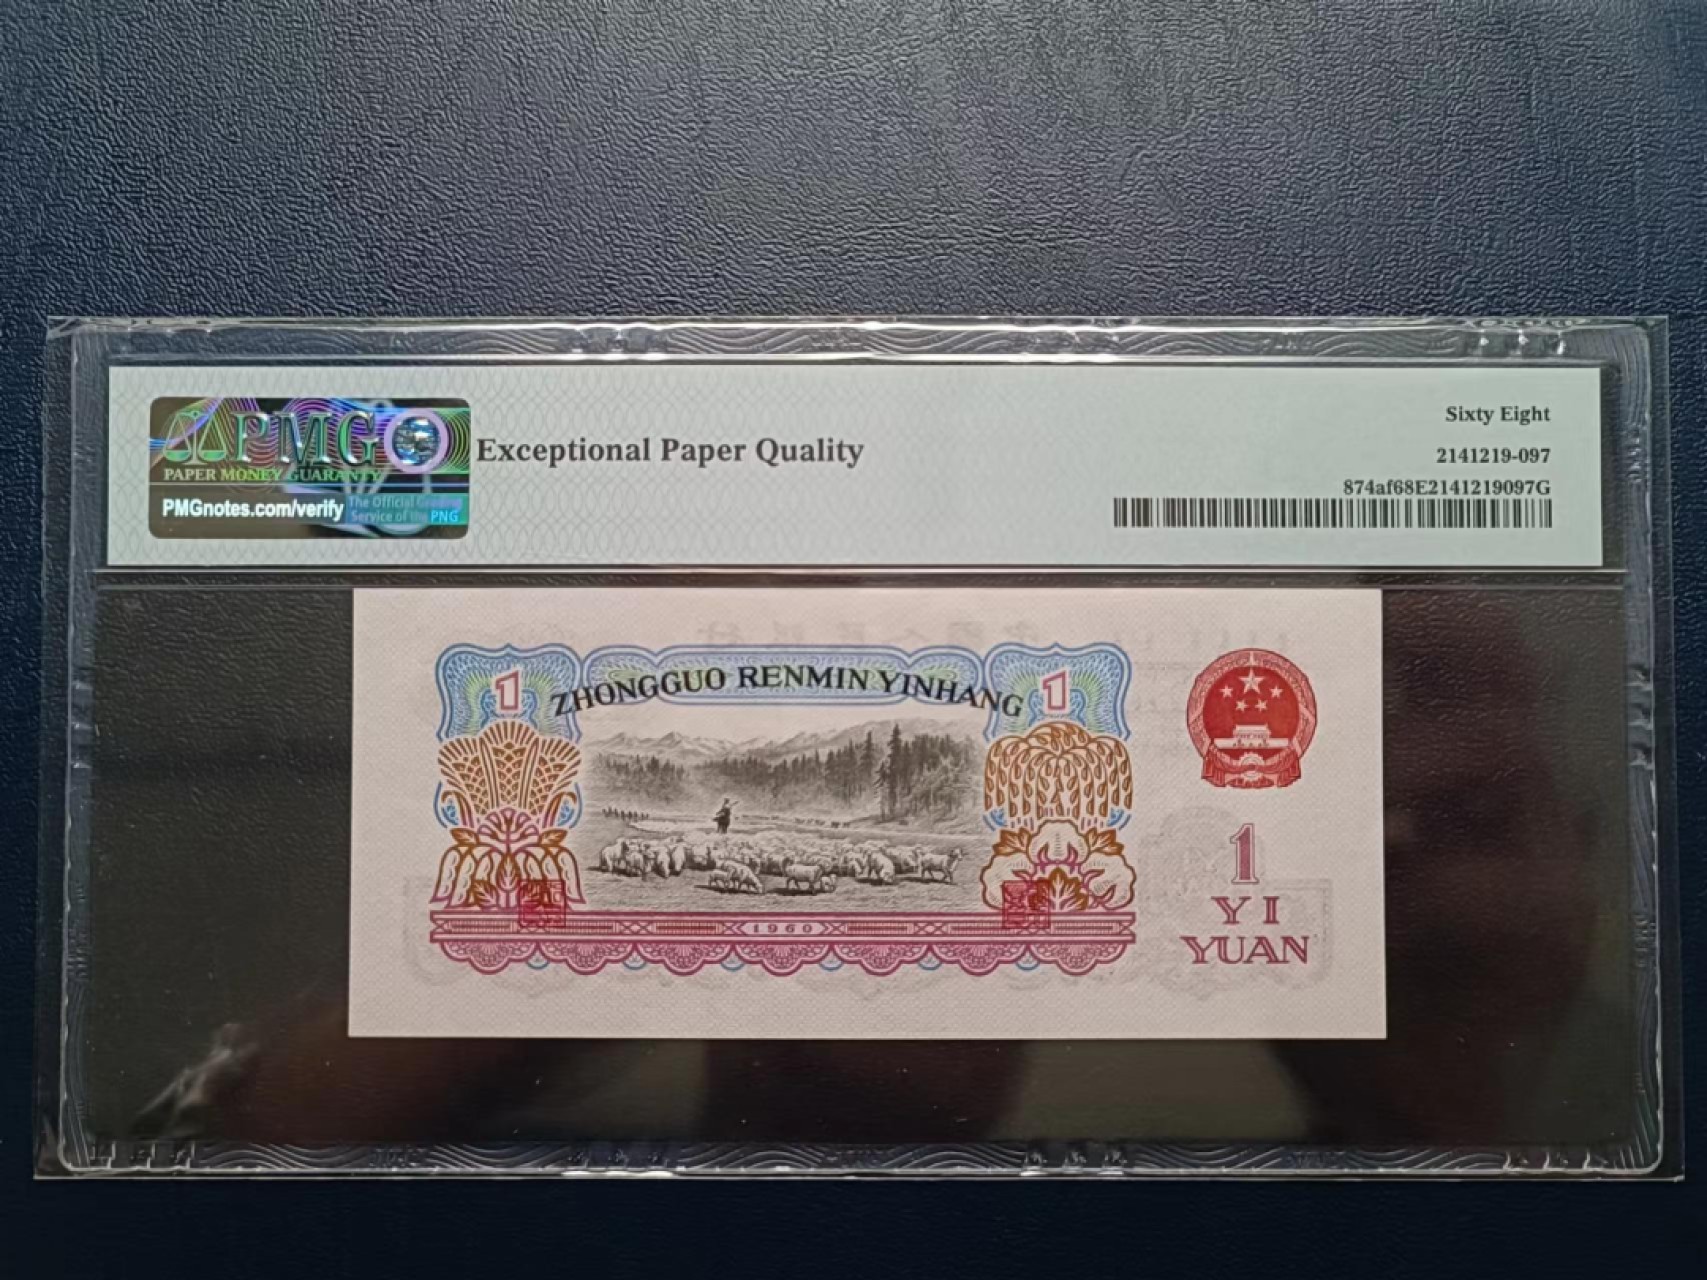 PMG
PAPER MONEY GUARANTY
PMGnotes.com/verify
The Official Grading
Service of the PNG
Exceptional Paper Quality
Sixty Eight
2141219-097
874af68E2141219097G
1
ZHONGGUO RENMIN YINHANG
1
1960
1
YI
YUAN